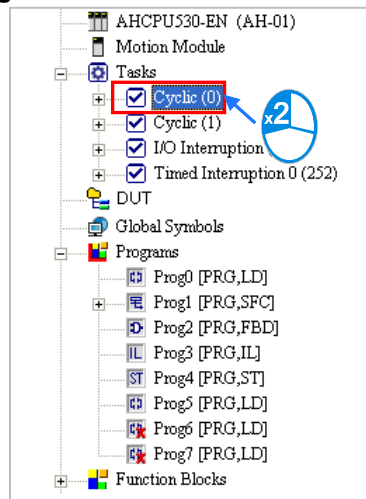 AHCPU530-EN (AH-01)
Motion Module
Tasks
Cyclic (0)
x2
Cyclic (1)
I/O Interruption
Timed Interruption 0 (252)
DUT
Global Symbols
Programs
Prog0 [PRG,LD]
Prog1 [PRG,SFC]
Prog2 [PRG,FBD]
IL Prog3 [PRG,IL]
ST Prog4 [PRG,ST]
Prog5 [PRG,LD]
Prog6 [PRG,LD]
Prog7 [PRG,LD]
Function Blocks